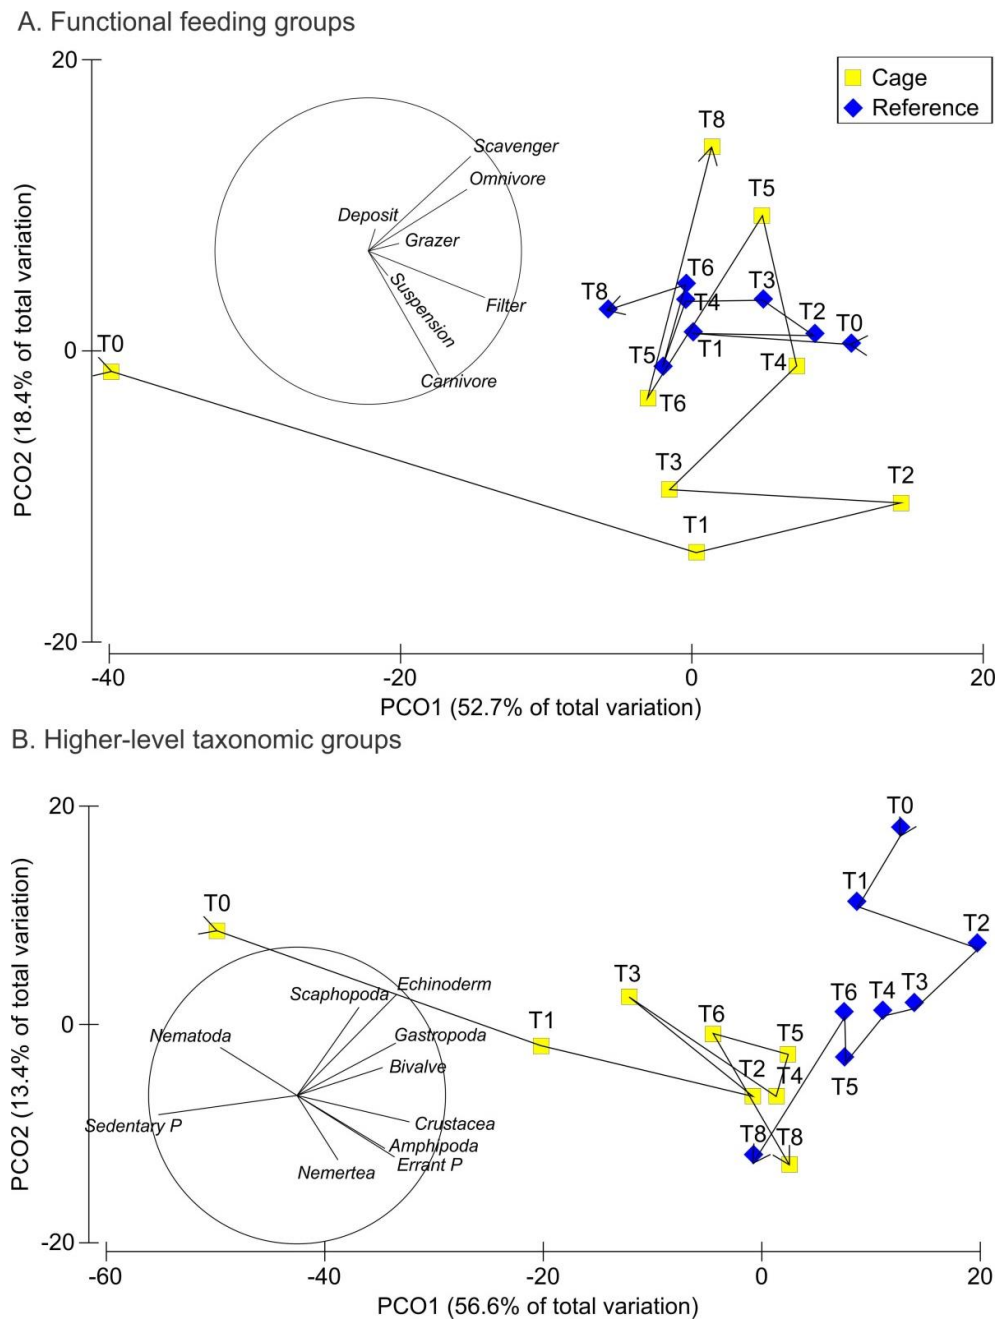 A. Functional feeding groups
20
0
-20
PCO2 (18.4% of total variation)
Cage
Reference
Scavenger
Omnivore
Deposit
Grazer
Suspension
Filter
Carnivore
T0
T8
T5
T6
T8
T4
T3
T2
T0
T1
T5
T4
T6
T3
T2
T1
-40
-20
0
20
PCO1 (52.7% of total variation)
B. Higher-level taxonomic groups
20
0
-20
PCO2 (13.4% of total variation)
T0
T0
T1
T2
Echinoderm
Scaphopoda
Nematoda
Gastropoda
Bivalve
Sedentary P
Crustacea
Amphipoda
Errant P
Nemertea
T3
T1
T6
T5
T2
T4
T6
T4
T3
T5
T8
T8
-60
-40
-20
0
20
PCO1 (56.6% of total variation)